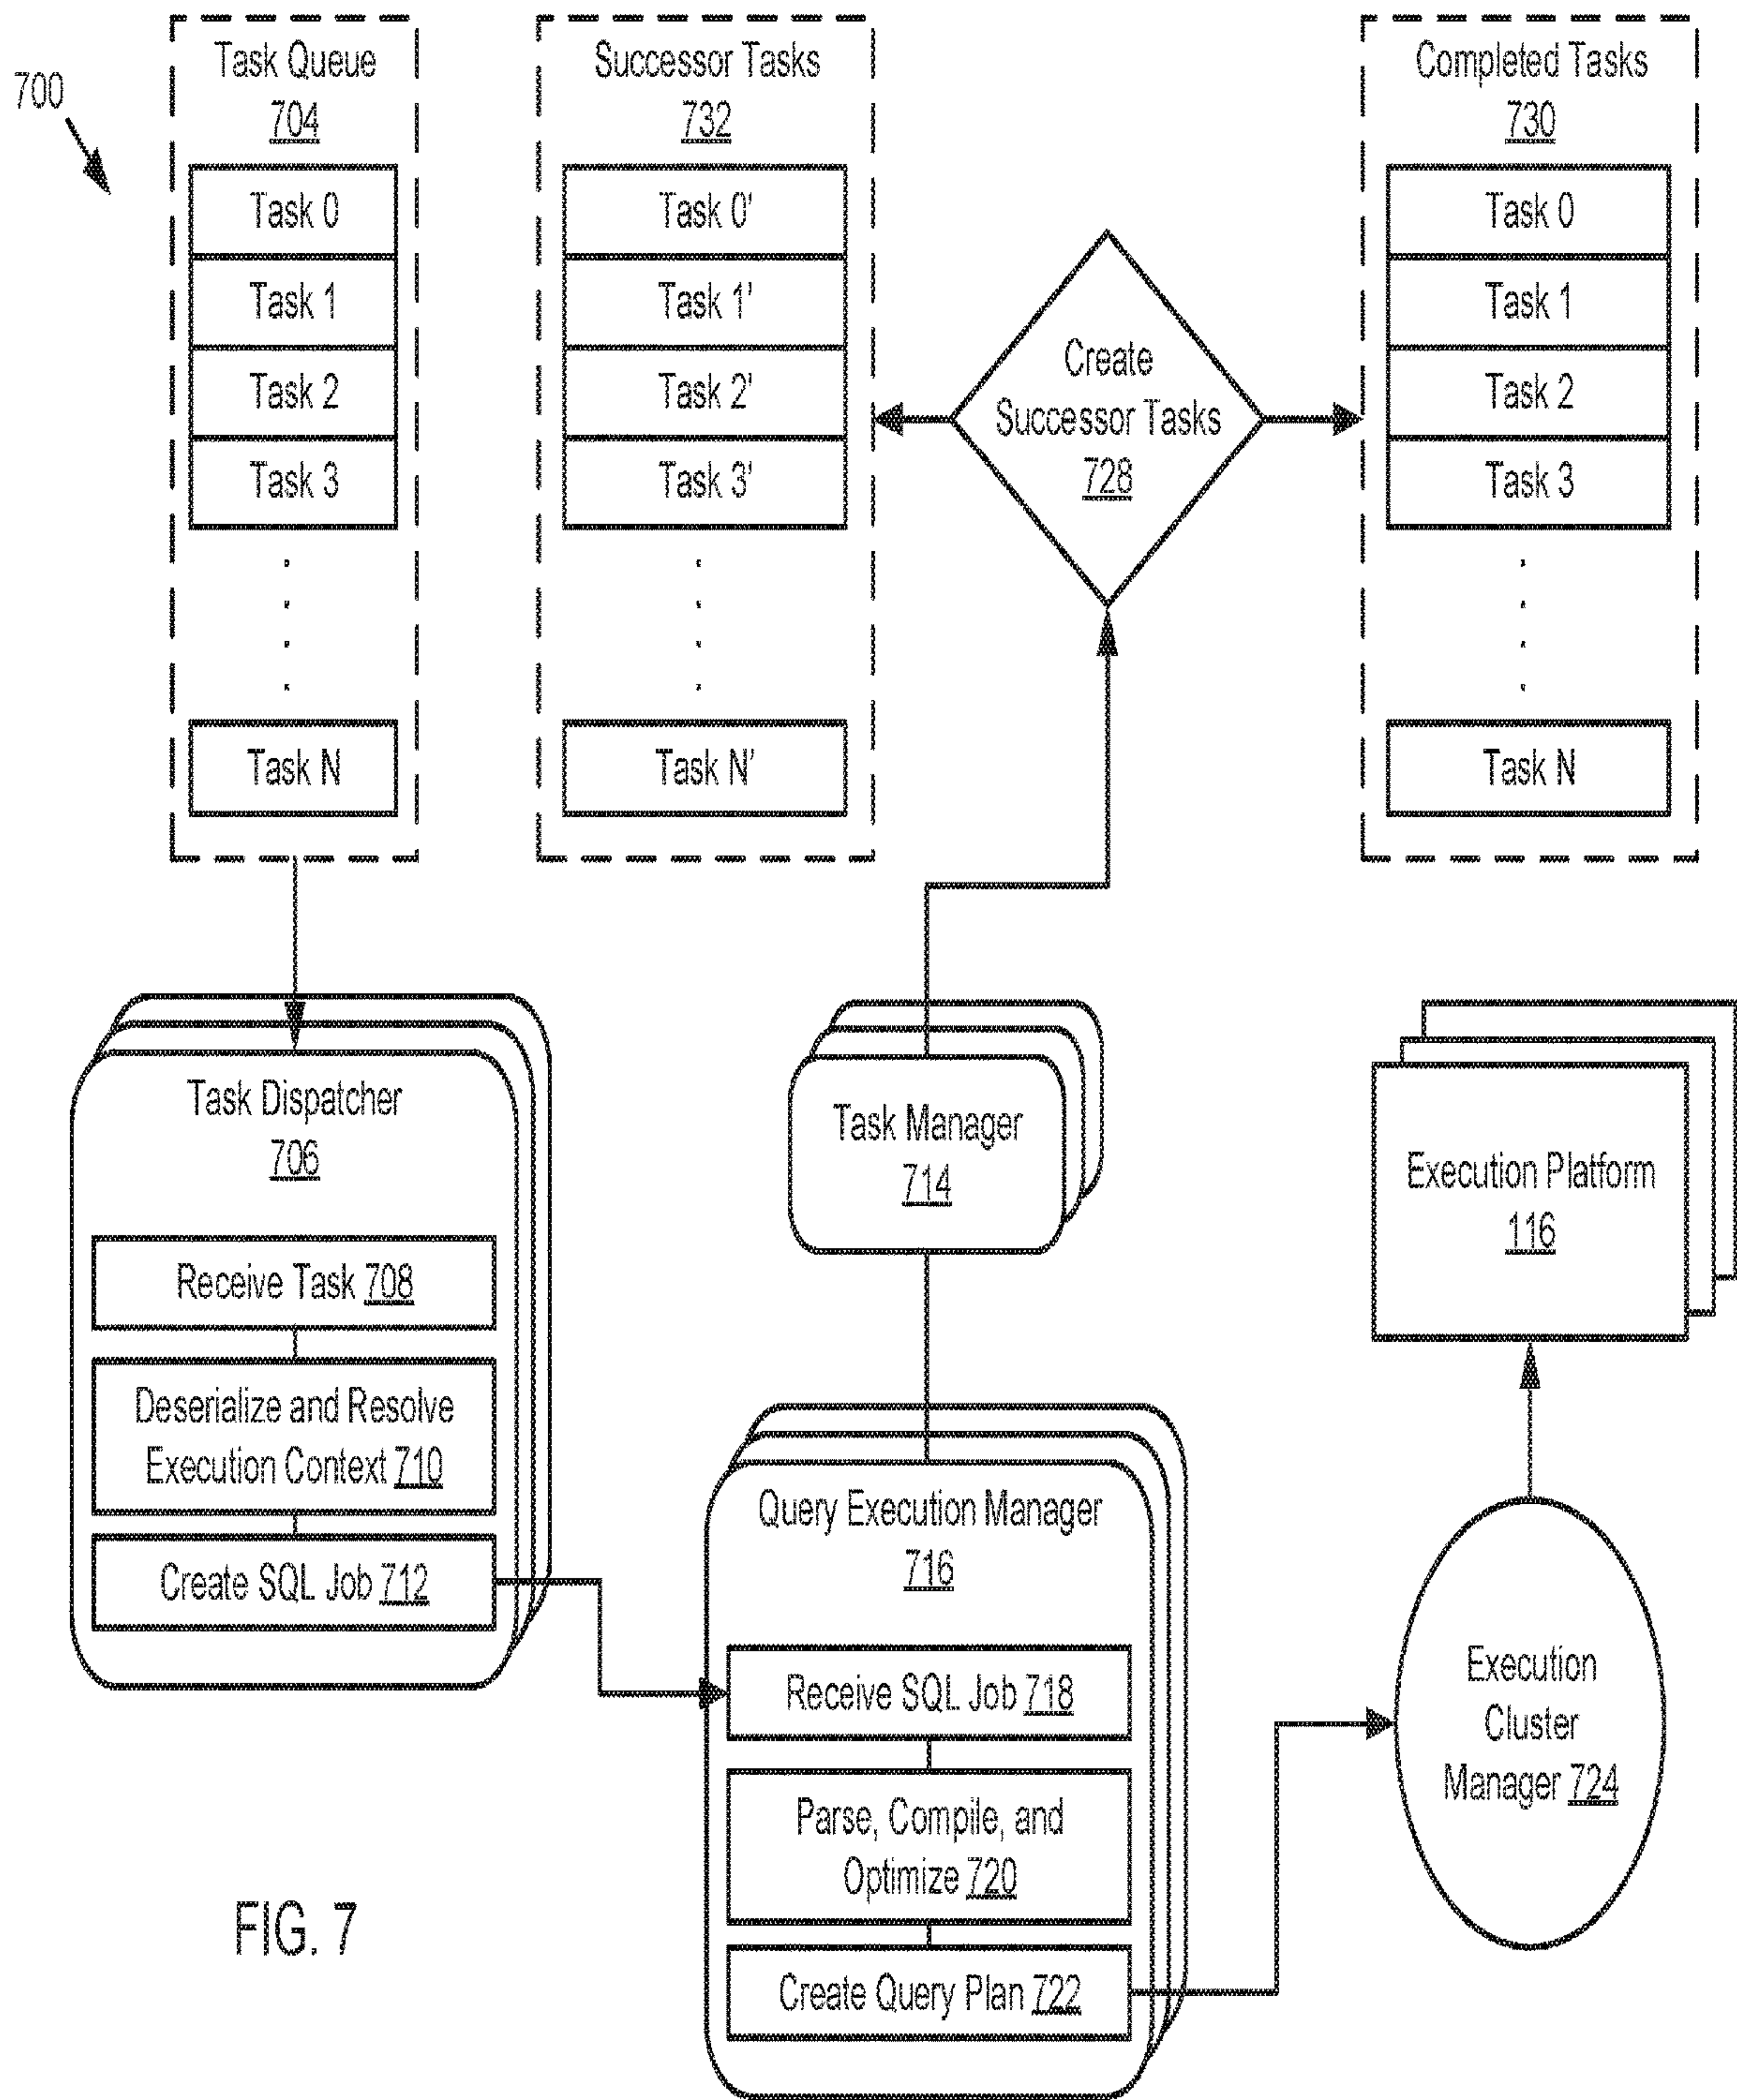 700
Task Queue
704
Task 0
Task 1
Task 2
Task 3
Task N
Successor Tasks
732
Task 0'
Task 1'
Task 2'
Task 3'
Task N'
Create
Successor Tasks
728
Completed Tasks
730
Task 0
Task 1
Task 2
Task 3
Task N
Task Dispatcher
706
Receive Task 708
Deserialize and Resolve
Execution Context 710
Create SQL Job 712
Task Manager
714
Execution Platform
116
Query Execution Manager
716
Receive SQL Job 718
Parse, Compile, and
Optimize 720
Create Query Plan 722
Execution
Cluster
Manager 724
FIG. 7